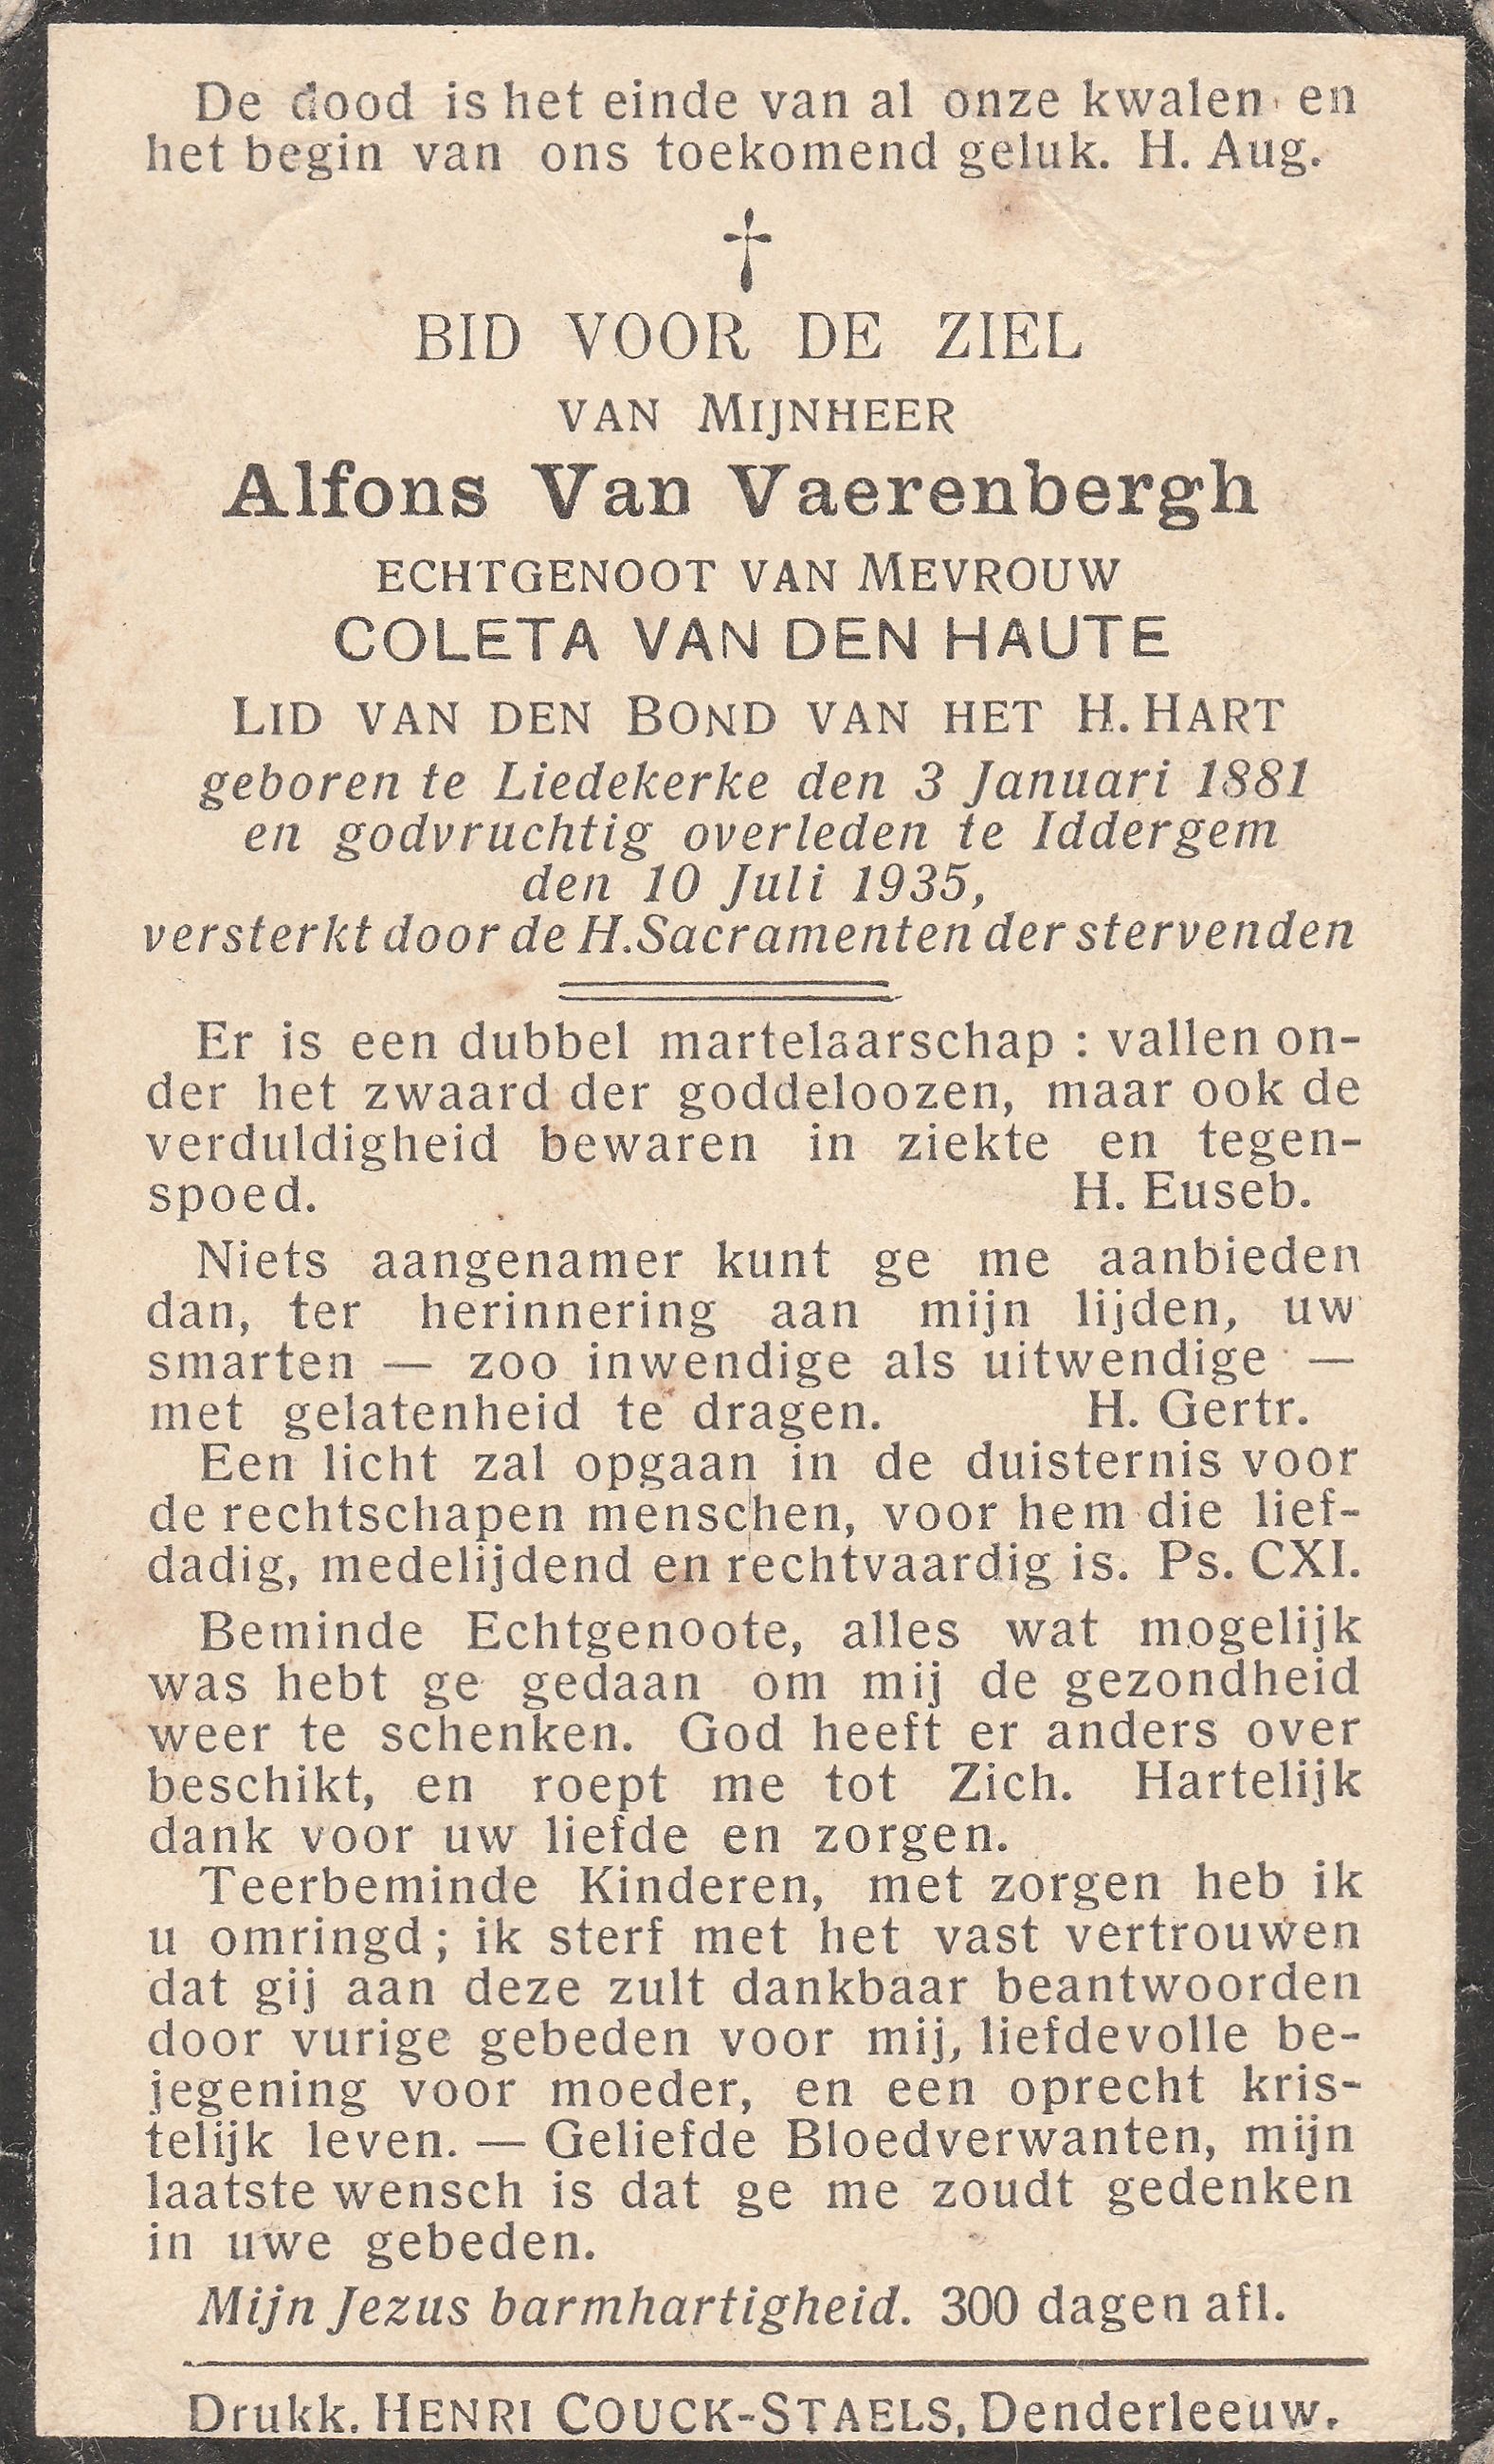 De dood is het einde van al onze kwalen en
het begin van ons toekomend geluk. H. Aug.
BID VOOR DE ZIEL
VAN MIJNHEER
Alfons Van Vaerenbergh
ECHTGENOOT VAN MEVROUW
COLETA VAN DEN HAUTE
LID VAN DEN BOND VAN HET H. HART
geboren te Liedekerke den 3 Januari 1881
en godvruchtig overleden te Iddergem
den 10 Juli 1935,
versterkt door de H. Sacramenten der stervenden
Er is een dubbel martelaarschap : vallen on-
der het zwaard der goddeloozen, maar ook de
verduldigheid bewaren in ziekte en tegen-
spoed. H. Euseb.
Niets aangenamer kunt ge me aanbieden
dan, ter herinnering aan mijn lijden, uw
smarten — zoo inwendige als uitwendige —
met gelatenheid te dragen. H. Gertr.
Een licht zal opgaan in de duisternis voor
de rechtschapen menschen, voor hem die lief-
dadig, medelijdend en rechtvaardig is. Ps. CXI.
Beminde Echtgenoote, alles wat mogelijk
was hebt ge gedaan om mij de gezondheid
weer te schenken. God heeft er anders over
beschikt, en roept me tot Zich. Hartelijk
dank voor uw liefde en zorgen.
Teerbeminde Kinderen, met zorgen heb ik
u omringd; ik sterf met het vast vertrouwen
dat gij aan deze zult dankbaar beantwoorden
door vurige gebeden voor mij, liefdevolle be-
jegening voor moeder, en een oprecht kris-
telijk leven. — Geliefde Bloedverwanten, mijn
laatste wensch is dat ge me zoudt gedenken
in uwe gebeden.
Mijn Jezus barmhartigheid. 300 dagen afl.
Drukk. HENRI COUCK-STAELS, Denderleeuw.